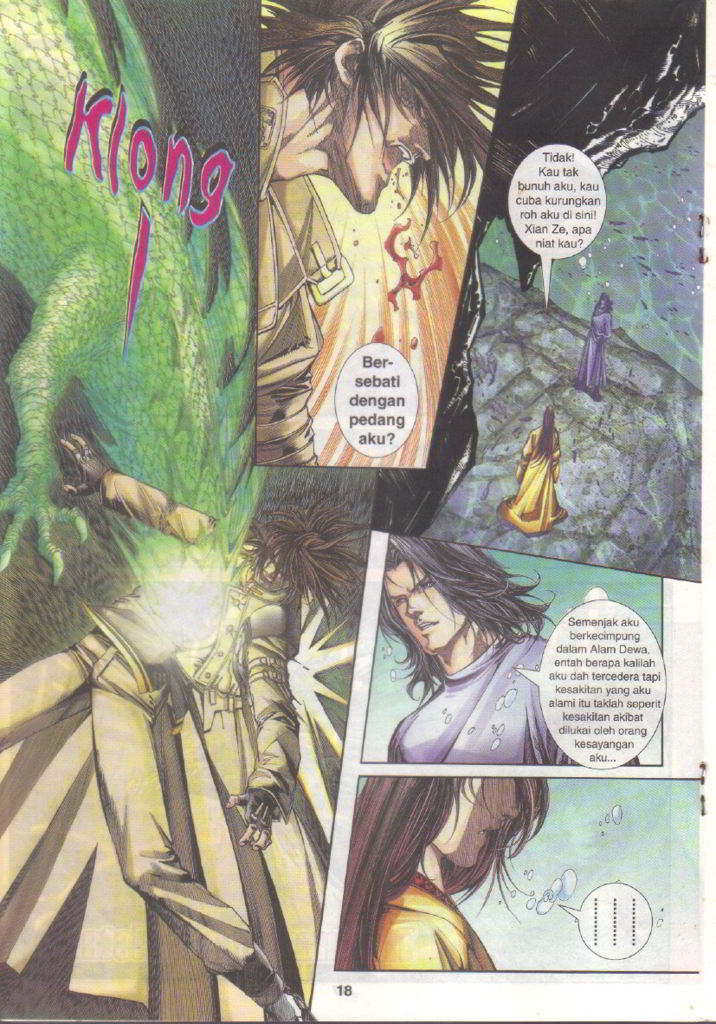 Klong!
Ber-
sebati
dengan
pedang
aku?
Tidak!
Kau tak
bunuh aku, kau
cuba kurungkan
roh aku di sini!
Xian Ze, apa
niat kau?
Semenjak aku
berkecimpung
dalam Alam Dewa,
entah berapa kalilah
aku dah tercedera tapi
kesakitan yang aku
alami itu taklah seperit
kesakitan akibat
dilukai oleh orang
kesayangan
aku...
18